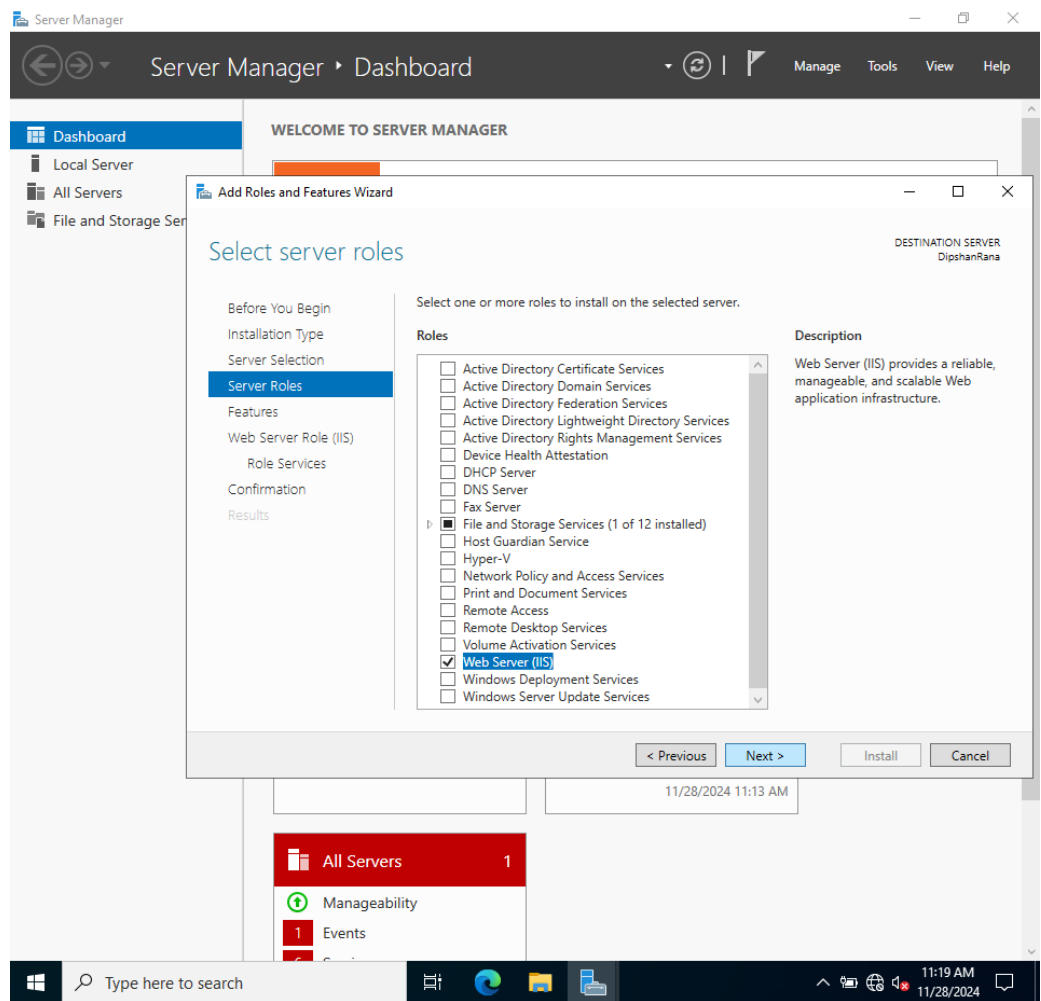 Server Manager
Server Manager • Dashboard
Manage Tools View Help
Dashboard
Local Server
All Servers
File and Storage Ser
WELCOME TO SERVER MANAGER
Add Roles and Features Wizard
Select server roles
DESTINATION SERVER
DipshanRana
Before You Begin
Installation Type
Server Selection
Server Roles
Features
Web Server Role (IIS)
Role Services
Confirmation
Results
Select one or more roles to install on the selected server.
Roles
Active Directory Certificate Services
Active Directory Domain Services
Active Directory Federation Services
Active Directory Lightweight Directory Services
Active Directory Rights Management Services
Device Health Attestation
DHCP Server
DNS Server
Fax Server
File and Storage Services (1 of 12 installed)
Host Guardian Service
Hyper-V
Network Policy and Access Services
Print and Document Services
Remote Access
Remote Desktop Services
Volume Activation Services
Web Server (IIS)
Windows Deployment Services
Windows Server Update Services
Description
Web Server (IIS) provides a reliable,
manageable, and scalable Web
application infrastructure.
< Previous Next > Install Cancel
11/28/2024 11:13 AM
All Servers 1
Manageability
1 Events
Type here to search
11:19 AM
11/28/2024